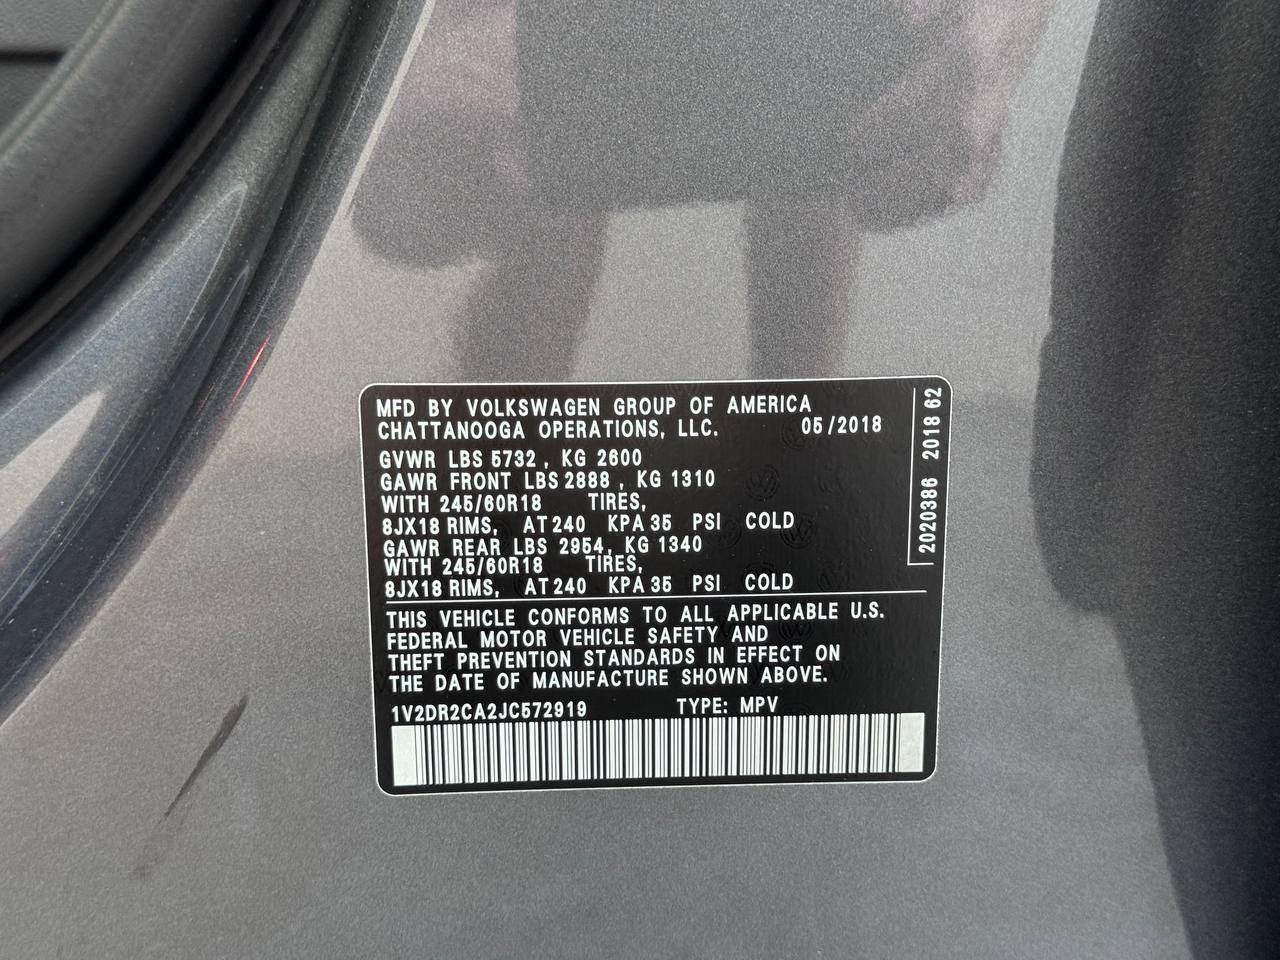 MFD BY VOLKSWAGEN GROUP OF AMERICA
CHATTANOOGA OPERATIONS, LLC. 05/2018
GVWR LBS 5732, KG 2600
GAWR FRONT LBS 2888, KG 1310
WITH 245/60R18 TIRES,
8JX18 RIMS, AT 240 KPA 35 PSI COLD
GAWR REAR LBS 2954, KG 1340
WITH 245/60R18 TIRES,
8JX18 RIMS, AT 240 KPA 35 PSI COLD
THIS VEHICLE CONFORMS TO ALL APPLICABLE U.S.
FEDERAL MOTOR VEHICLE SAFETY AND
THEFT PREVENTION STANDARDS IN EFFECT ON
THE DATE OF MANUFACTURE SHOWN ABOVE.
1V2DR2CA2JC572919 TYPE: MPV
2020386 2018 62